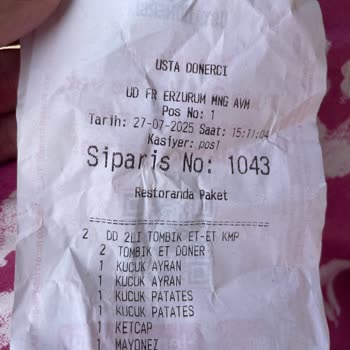 USTA DONERCI
UD FR ERZURUM MNG AVM
Pos No: 1
Tarih: 27-07-2025 Saat: 15:11:04
Kasiyer: pos1
Siparis No: 1043
Restoranda Paket
2 DD 2Lİ TOMBIK ET-ET KMP
2 TOMBIK ET DONER
1 KUCUK AYRAN
1 KUCUK AYRAN
1 KUCUK PATATES
1 KUCUK PATATES
1 KETCAP
1 MAYONEZ